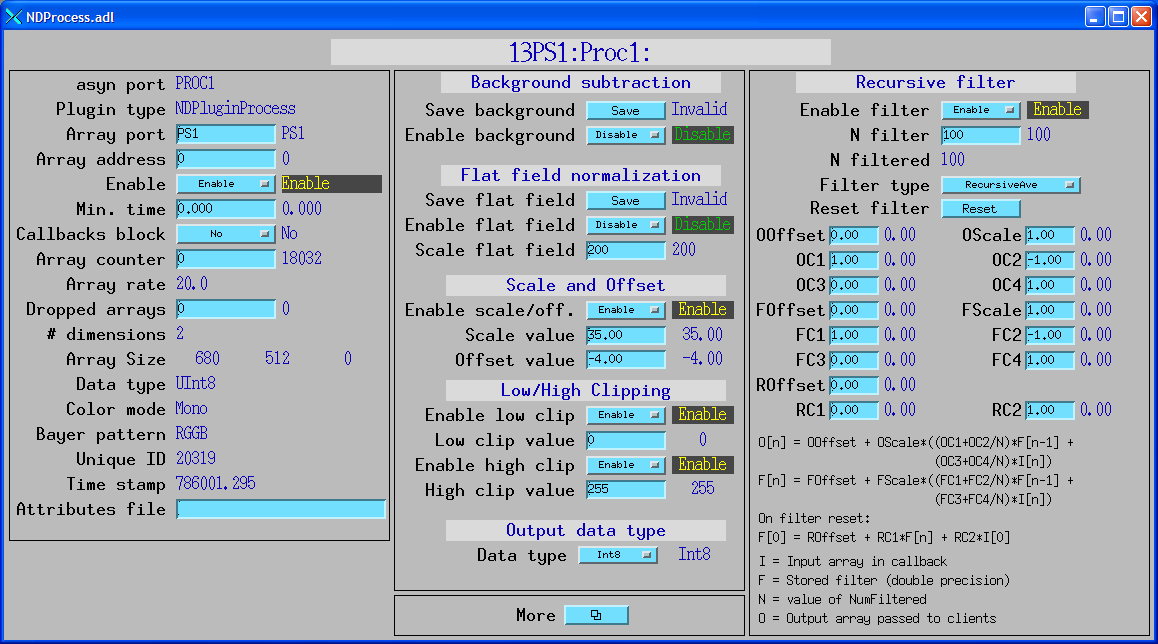 NDProcess.adl
13PS1:Proc1:
asyn port PROC1
Plugin type NDPluginProcess
Array port PS1 PS1
Array address 0 0
Enable Enable Enable
Min. time 0.000 0.000
Callbacks block No No
Array counter 0 18032
Array rate 20.0
Dropped arrays 0 0
# dimensions 2
Array Size 680 512 0
Data type UInt8
Color mode Mono
Bayer pattern RGGB
Unique ID 20319
Time stamp 786001.295
Attributes file
Background subtraction
Save background Save Invalid
Enable background Disable Disable
Flat field normalization
Save flat field Save Invalid
Enable flat field Disable Disable
Scale flat field 200 200
Scale and Offset
Enable scale/off. Enable Enable
Scale value 35.00 35.00
Offset value -4.00 -4.00
Low/High Clipping
Enable low clip Enable Enable
Low clip value 0 0
Enable high clip Enable Enable
High clip value 255 255
Output data type
Data type Int8 Int8
More
Recursive filter
Enable filter Enable Enable
N filter 100 100
N filtered 100
Filter type RecursiveAve
Reset filter Reset
OOffset 0.00 0.00 OScale 1.00 0.00
OC1 1.00 0.00 OC2 -1.00 0.00
OC3 0.00 0.00 OC4 1.00 0.00
FOffset 0.00 0.00 FScale 1.00 0.00
FC1 1.00 0.00 FC2 -1.00 0.00
FC3 0.00 0.00 FC4 1.00 0.00
ROffset 0.00 0.00
RC1 0.00 0.00 RC2 1.00 0.00
O[n] = OOffset + OScale*((OC1+OC2/N)*F[n-1] +
(OC3+OC4/N)*I[n])
F[n] = FOffset + FScale*((FC1+FC2/N)*F[n-1] +
(FC3+FC4/N)*I[n])
On filter reset:
F[0] = ROffset + RC1*F[n] + RC2*I[0]
I = Input array in callback
F = Stored filter (double precision)
N = value of NumFiltered
O = Output array passed to clients